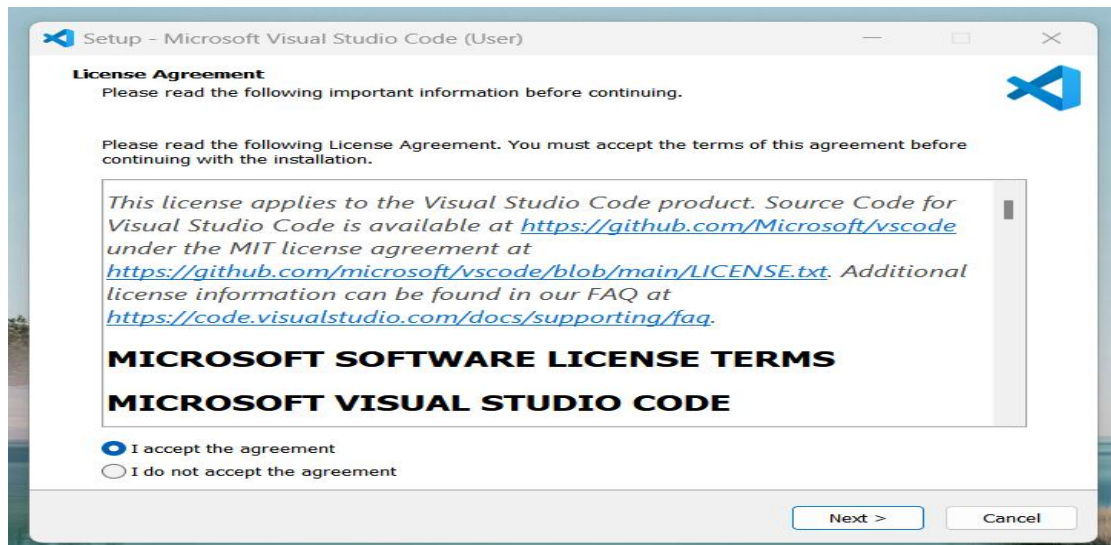 Setup - Microsoft Visual Studio Code (User)
License Agreement
Please read the following important information before continuing.
Please read the following License Agreement. You must accept the terms of this agreement before
continuing with the installation.
This license applies to the Visual Studio Code product. Source Code for
Visual Studio Code is available at https://github.com/Microsoft/vscode
under the MIT license agreement at
https://github.com/microsoft/vscode/blob/main/LICENSE.txt. Additional
license information can be found in our FAQ at
https://code.visualstudio.com/docs/supporting/faq.
MICROSOFT SOFTWARE LICENSE TERMS
MICROSOFT VISUAL STUDIO CODE
I accept the agreement
I do not accept the agreement
Next > Cancel